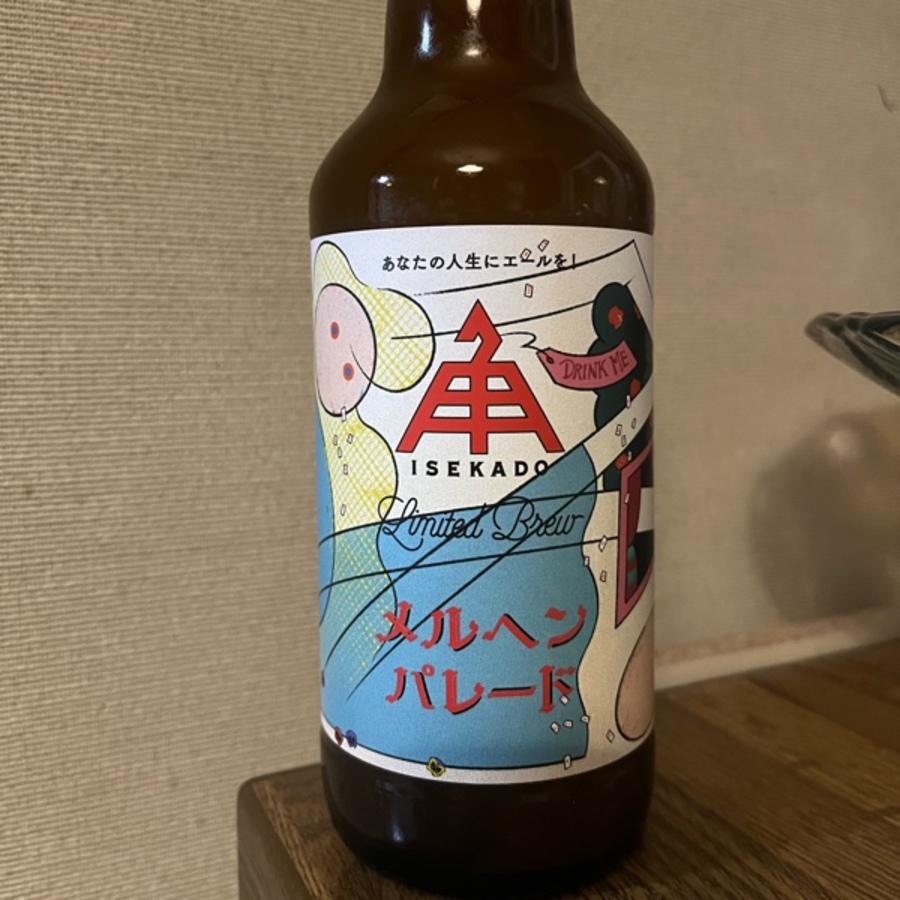 あなたの人生にエールを!
DRINK ME
ISEKADO
Limited Brew
メルヘン
パレード